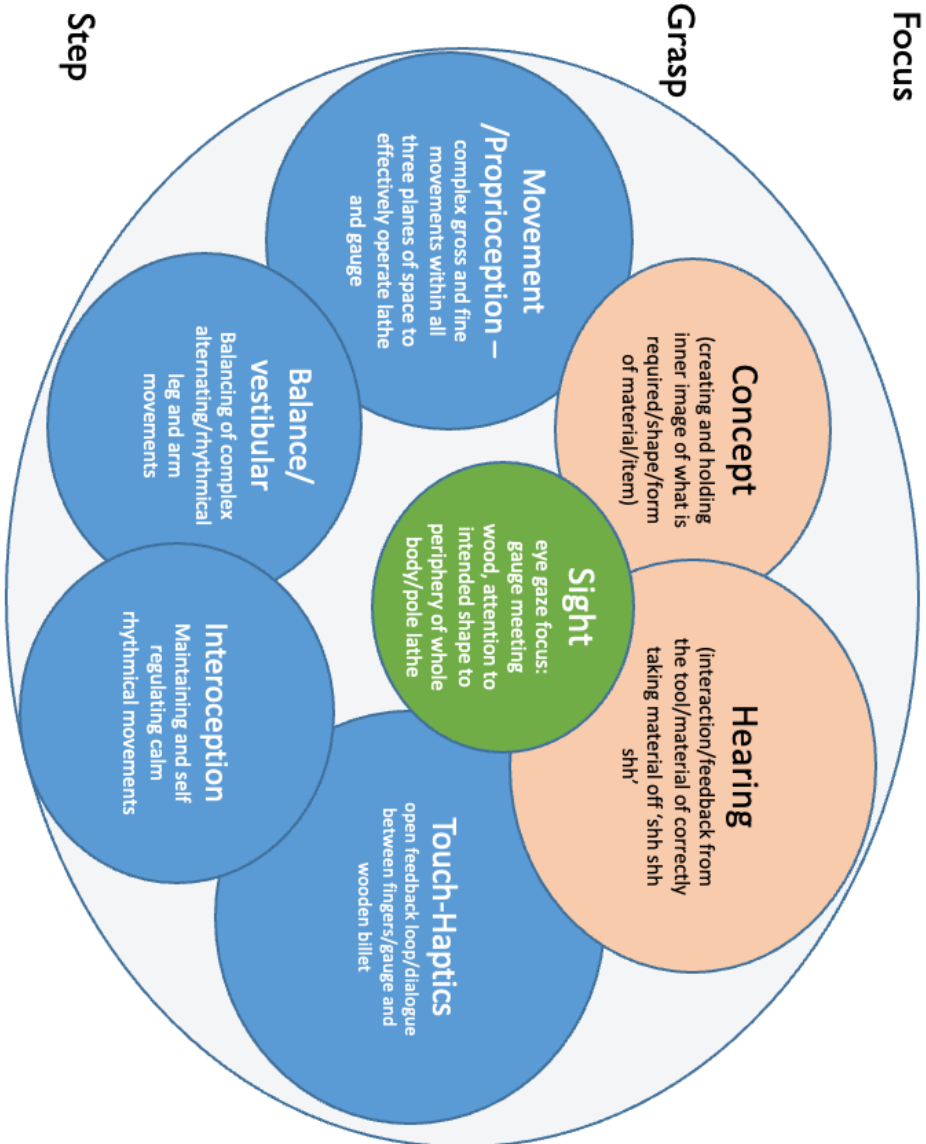 Focus
Grasp
Step
Concept
(creating and holding
inner image of what is
required/shape/form
of material/item)
Hearing
(interaction/feedback from
the tool/material of correctly
taking material off ‘shh shh
shh’
Movement
/Proprioception –
complex gross and fine
movements within all
three planes of space to
effectively operate lathe
and gauge
Sight
eye gaze focus:
gauge meeting
wood, attention to
intended shape to
periphery of whole
body/pole lathe
Touch-Haptics
open feedback loop/dialogue
between fingers/gauge and
wooden billet
Balance/
vestibular
Balancing of complex
alternating/rhythmical
leg and arm
movements
Interoception
Maintaining and self
regulating calm
rhythmical movements